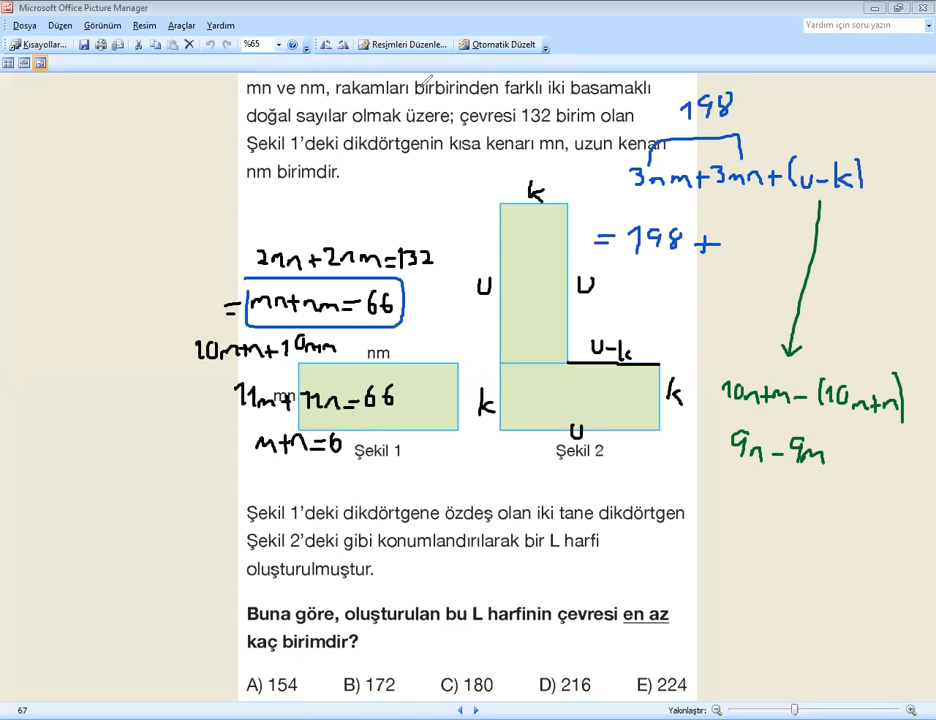 Microsoft Office Picture Manager
Dosya Düzen Görünüm Resim Araçlar Yardım
Yardım için soru yazın
Kısayollar... %65 Resimleri Düzenle... Otomatik Düzelt
mn ve nm, rakamları birbirinden farklı iki basamaklı
doğal sayılar olmak üzere; çevresi 132 birim olan
Şekil 1'deki dikdörtgenin kısa kenarı mn, uzun kenarı
nm birimdir.
198
3nm+3mn+(u-k)
= 198 +
k
2mn+2nm=132
= mn+nm=66
U
U
10m+n+10n+m
nm
u-k
11m+11n=66
mn
k
k
U
m+n=6
10n+m-(10m+n)
9n-9m
Şekil 1
Şekil 2
Şekil 1'deki dikdörtgene özdeş olan iki tane dikdörtgen
Şekil 2'deki gibi konumlandırılarak bir L harfi
oluşturulmuştur.
Buna göre, oluşturulan bu L harfinin çevresi en az
kaç birimdir?
A) 154 B) 172 C) 180 D) 216 E) 224
67
Yakınlaştır: